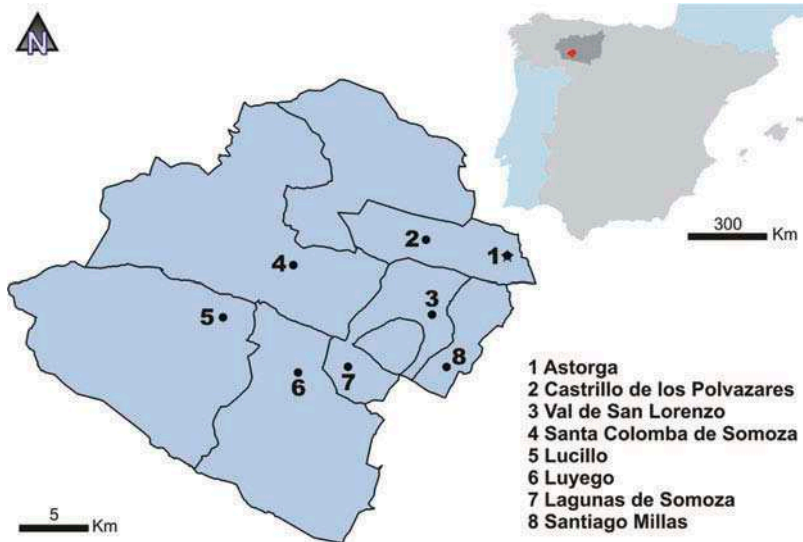 N
300
Km
2
1
4
3
5
6
7
8
1 Astorga
2 Castrillo de los Polvazares
3 Val de San Lorenzo
4 Santa Colomba de Somoza
5 Lucillo
6 Luyego
7 Lagunas de Somoza
8 Santiago Millas
5
Km